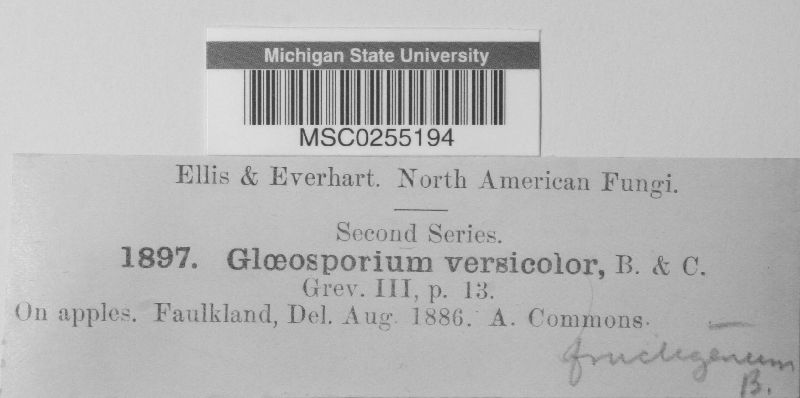 Michigan State University
MSC0255194
Ellis & Everhart. North American Fungi.
Second Series.
1897. Glœosporium versicolor, B. & C.
Grev. III, p. 13.
On apples. Faulkland, Del. Aug. 1886. A. Commons.
fructigenum
B.